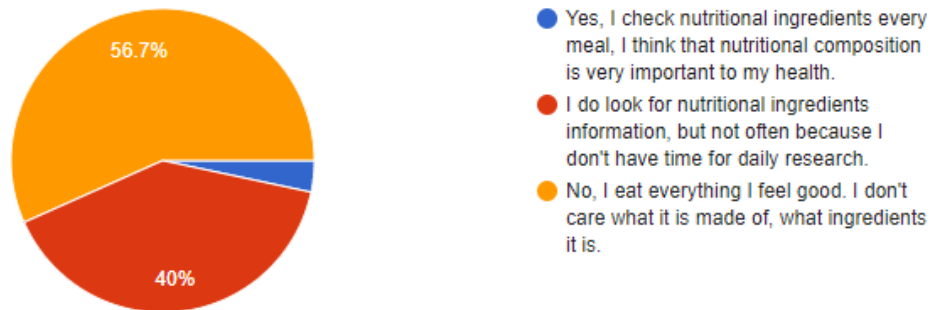 56.7%
40%
Yes, I check nutritional ingredients every
meal, I think that nutritional composition
is very important to my health.
I do look for nutritional ingredients
information, but not often because I
don't have time for daily research.
No, I eat everything I feel good. I don't
care what it is made of, what ingredients
it is.